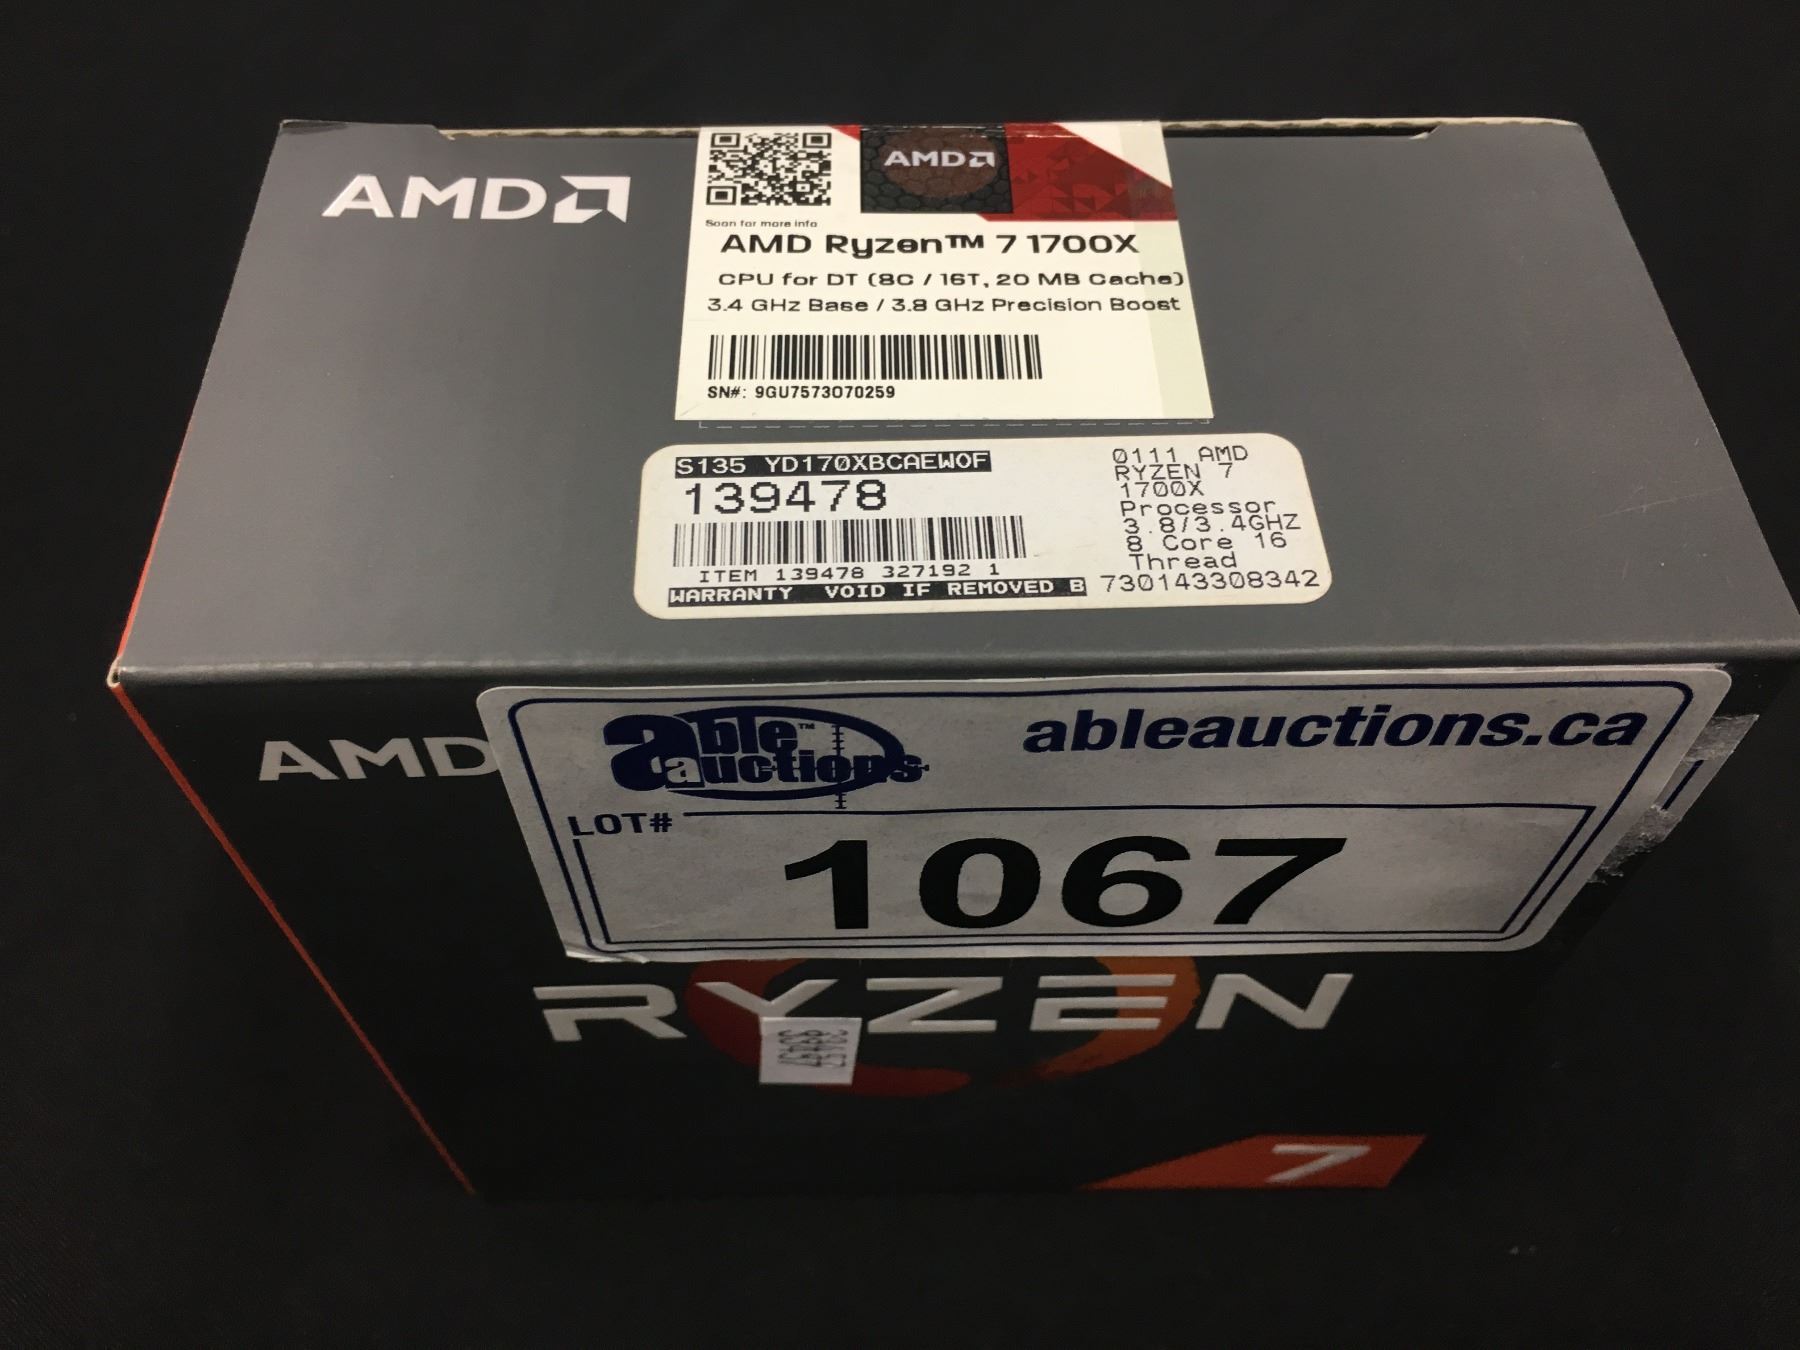 AMD
AMD
Scan for more info
AMD Ryzen™ 7 1700X
CPU for DT (8C / 16T, 20 MB Cache)
3.4 GHz Base / 3.8 GHz Precision Boost
SN#: 9GU7573070259
S135 YD170XBCAEWOF
139478
ITEM 139478 327192 1
WARRANTY VOID IF REMOVED B
0111 AMD
RYZEN 7
1700X
Processor
3.8/3.4GHZ
8 Core 16
Thread
730143308342
AMD
able™
auctions
ableauctions.ca
LOT#
1067
RYZEN
7